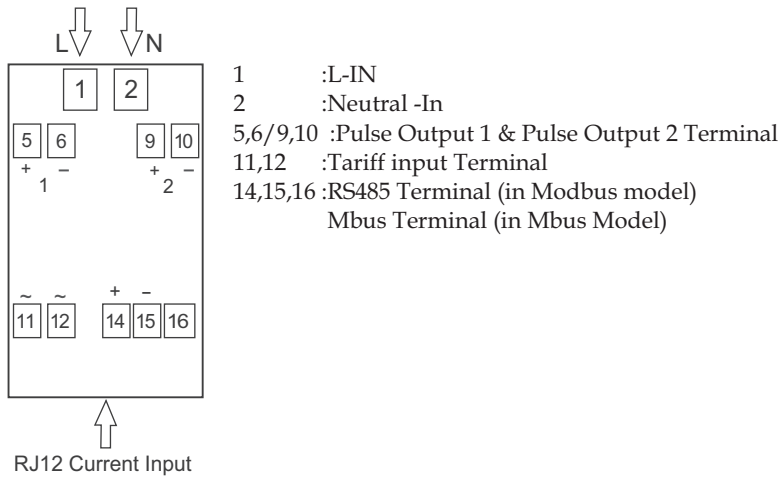 L N
1 2
5 6 9 10
+ − + −
1 2
~ ~ + −
11 12 14 15 16
RJ12 Current Input
1 :L-IN
2 :Neutral -In
5,6/9,10 :Pulse Output 1 & Pulse Output 2 Terminal
11,12 :Tariff input Terminal
14,15,16 :RS485 Terminal (in Modbus model)
Mbus Terminal (in Mbus Model)